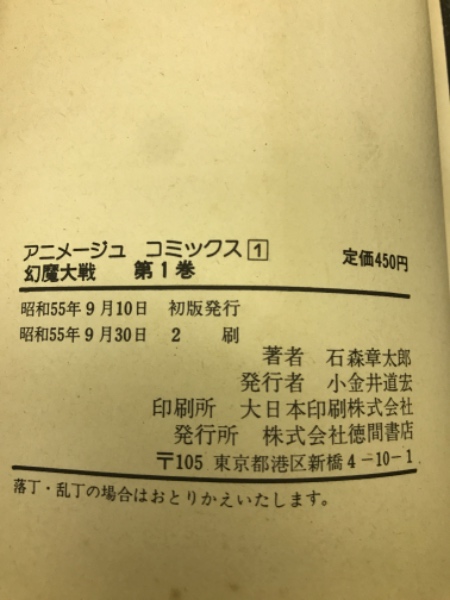 アニメージュ コミックス 1
幻魔大戦 第1巻 定価450円
昭和55年9月10日 初版発行
昭和55年9月30日 2 刷
著者 石森章太郎
発行者 小金井道宏
印刷所 大日本印刷株式会社
発行所 株式会社徳間書店
〒105 東京都港区新橋4-10-1
落丁・乱丁の場合はおとりかえいたします。